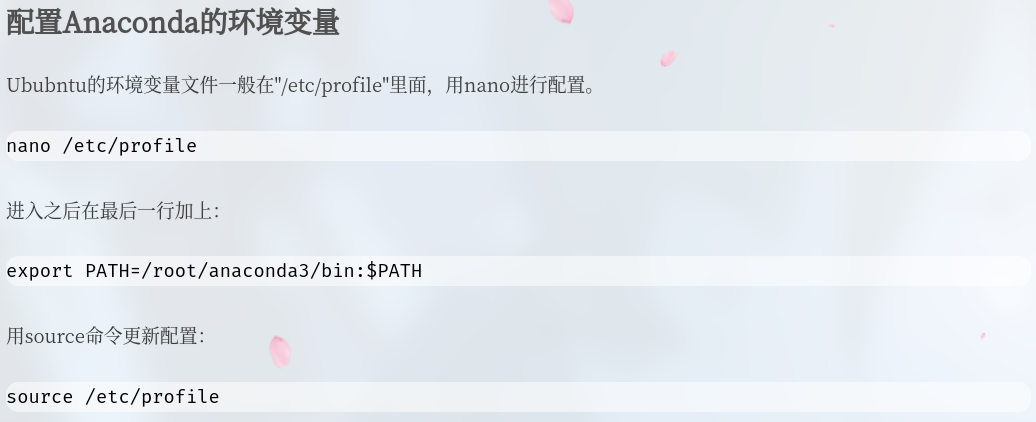 配置Anaconda的环境变量
Ububntu的环境变量文件一般在"/etc/profile"里面，用nano进行配置。
nano /etc/profile
进入之后在最后一行加上：
export PATH=/root/anaconda3/bin:$PATH
用source命令更新配置：
source /etc/profile